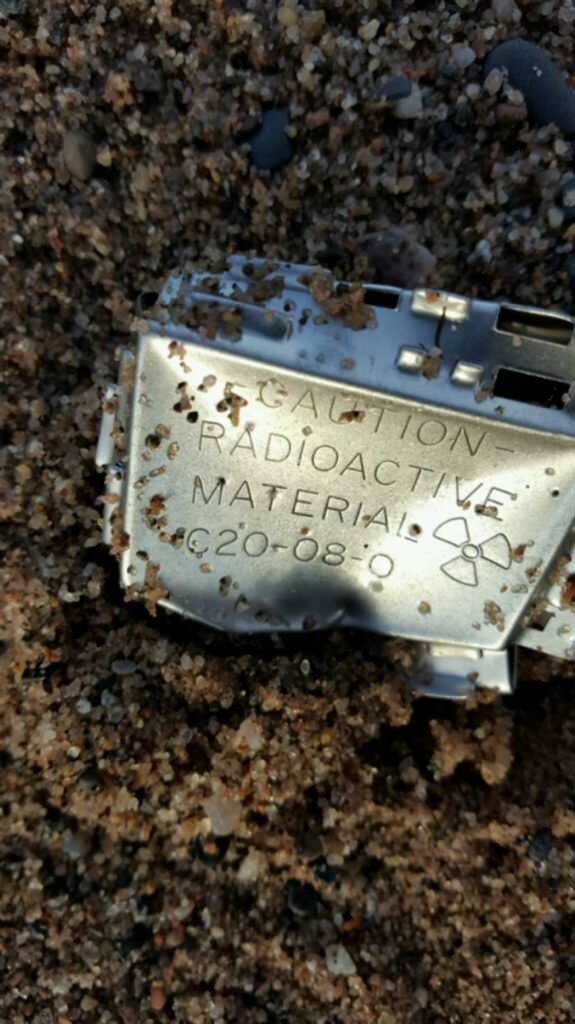 CAUTION-
RADIOACTIVE
MATERIAL
C20-08-0